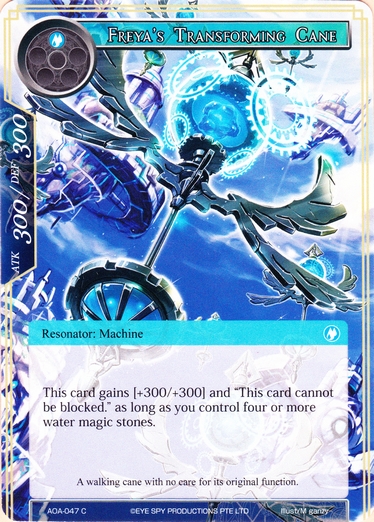 FREYA'S TRANSFORMING CANE
ATK 300/ DEF 300
Resonator: Machine
This card gains [+300/+300] and “This card cannot
be blocked.” as long as you control four or more
water magic stones.
A walking cane with no care for its original function.
AOA-047 C
©EYE SPY PRODUCTIONS PTE LTD
Illust/M ganzy